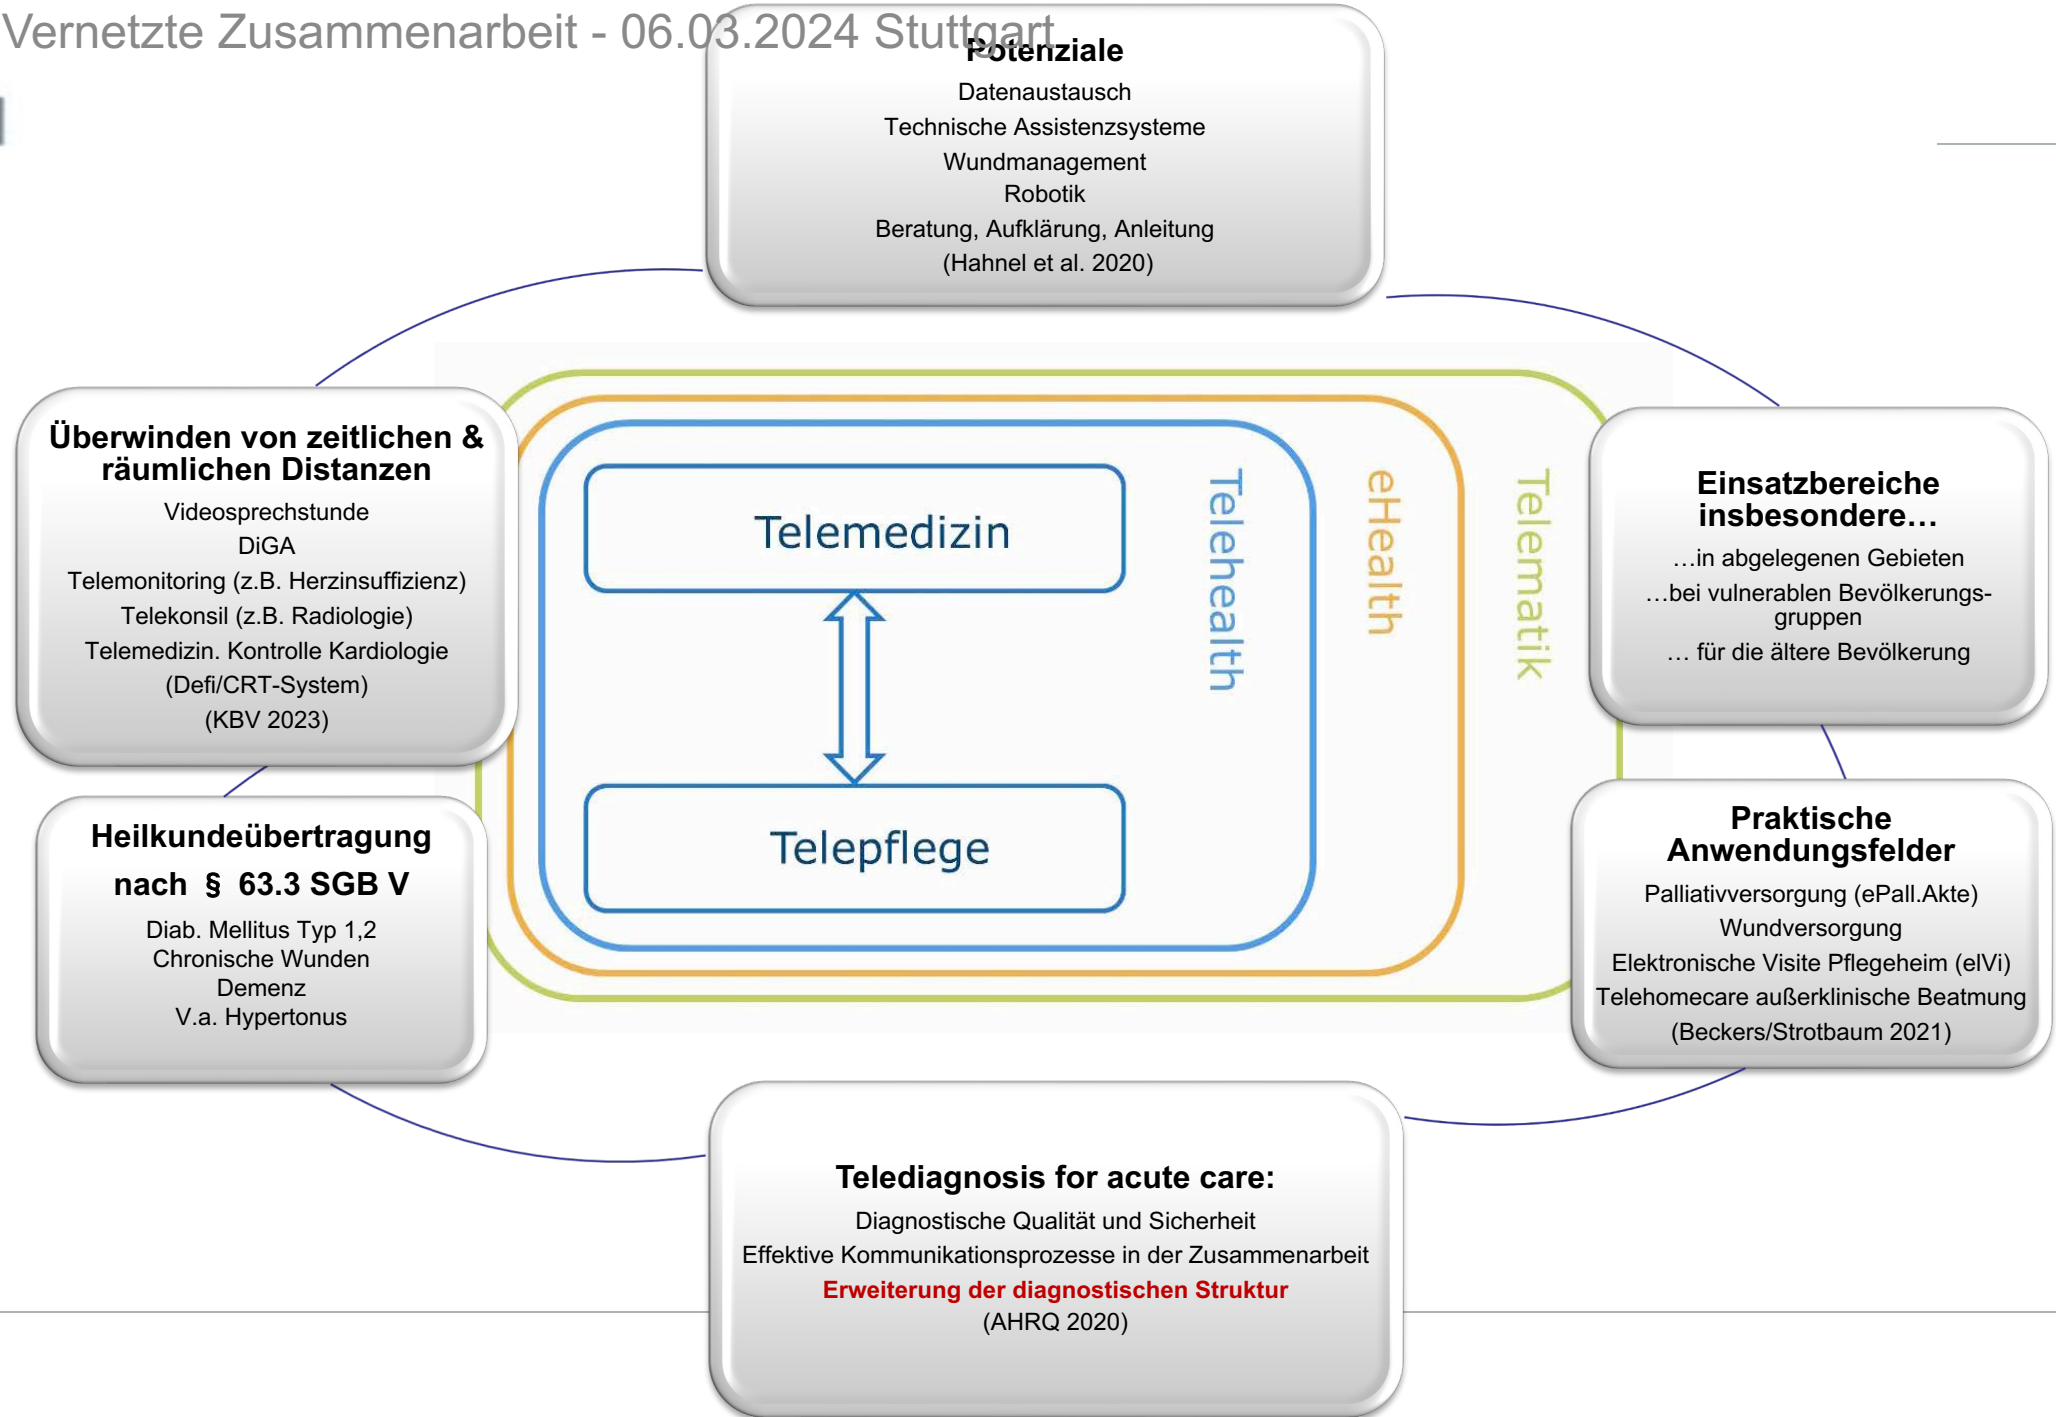 Vernetzte Zusammenarbeit - 06.03.2024 Stuttgart
Potenziale
Datenaustausch
Technische Assistenzsysteme
Wundmanagement
Robotik
Beratung, Aufklärung, Anleitung
(Hahnel et al. 2020)
Überwinden von zeitlichen &
räumlichen Distanzen
Videosprechstunde
DiGA
Telemonitoring (z.B. Herzinsuffizienz)
Telekonsil (z.B. Radiologie)
Telemedizin. Kontrolle Kardiologie
(Defi/CRT-System)
(KBV 2023)
Telemedizin
Telepflege
Telehealth
eHealth
Telematik
Einsatzbereiche
insbesondere…
…in abgelegenen Gebieten
…bei vulnerablen Bevölkerungs-
gruppen
… für die ältere Bevölkerung
Heilkundeübertragung
nach § 63.3 SGB V
Diab. Mellitus Typ 1,2
Chronische Wunden
Demenz
V.a. Hypertonus
Praktische
Anwendungsfelder
Palliativversorgung (ePall.Akte)
Wundversorgung
Elektronische Visite Pflegeheim (elVi)
Telehomecare außerklinische Beatmung
(Beckers/Strotbaum 2021)
Telediagnosis for acute care:
Diagnostische Qualität und Sicherheit
Effektive Kommunikationsprozesse in der Zusammenarbeit
Erweiterung der diagnostischen Struktur
(AHRQ 2020)